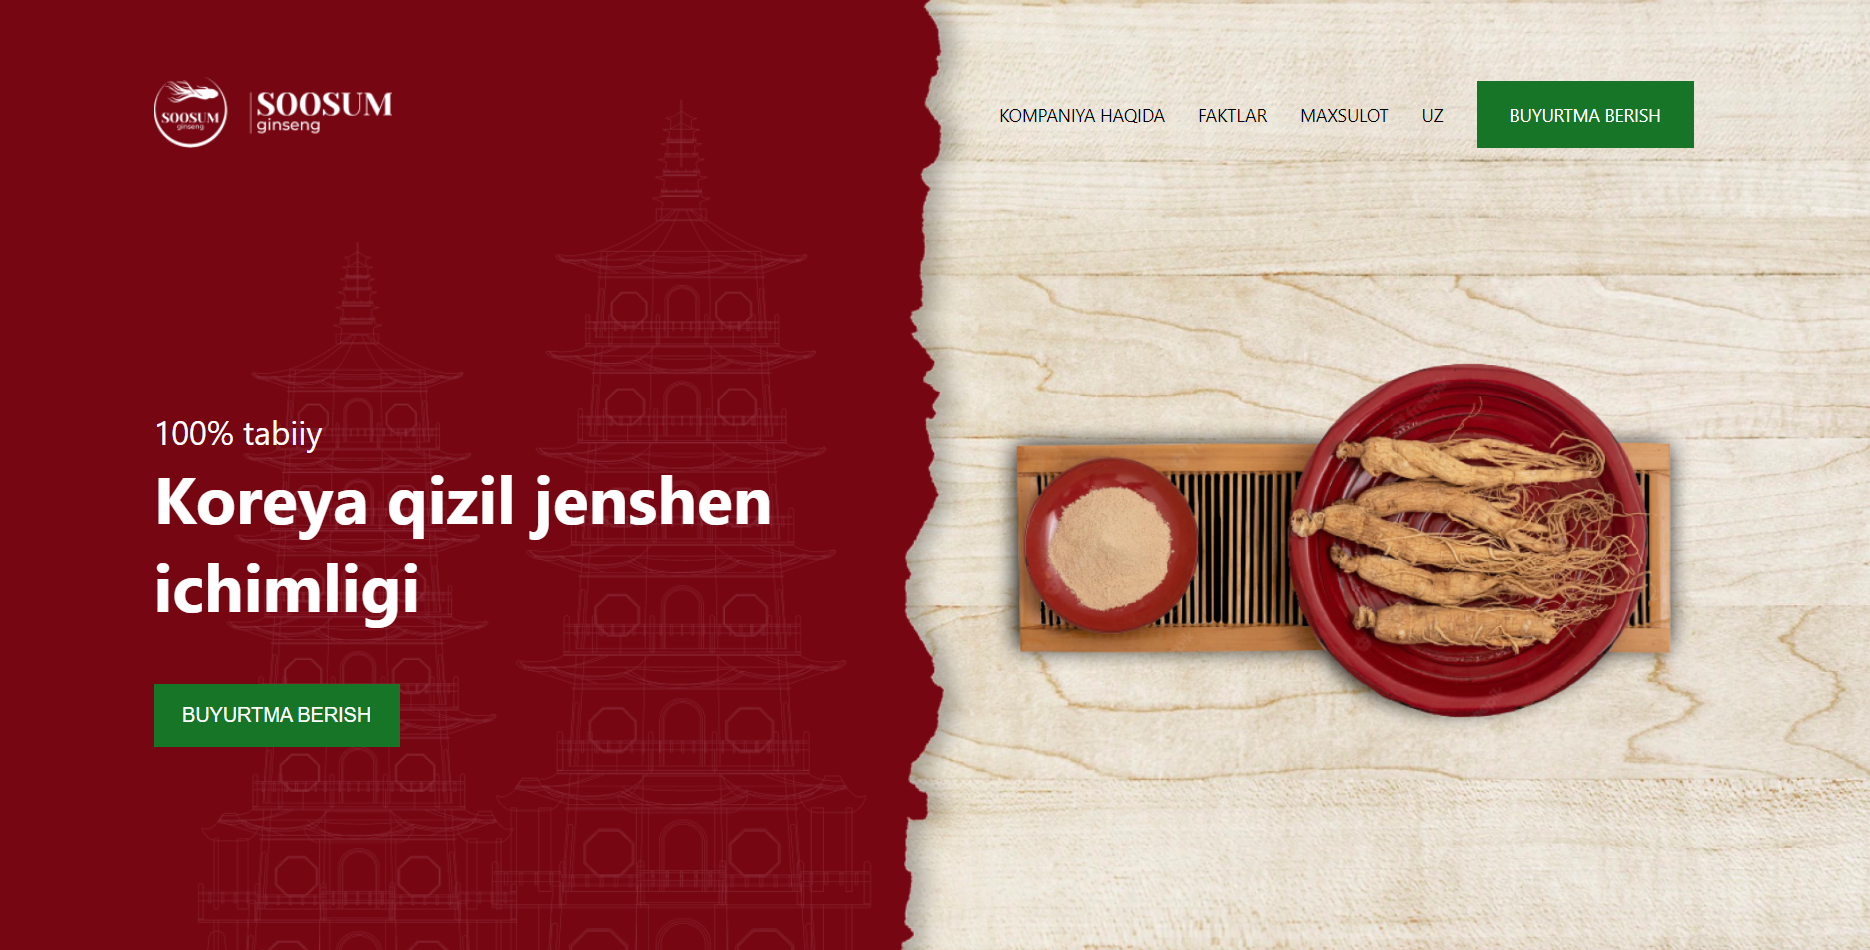 SOOSUM
ginseng
SOOSUM
ginseng
KOMPANIYA HAQIDA
FAKTLAR
MAXSULOT
UZ
BUYURTMA BERISH
100% tabiiy
Koreya qizil jenshen
ichimligi
BUYURTMA BERISH